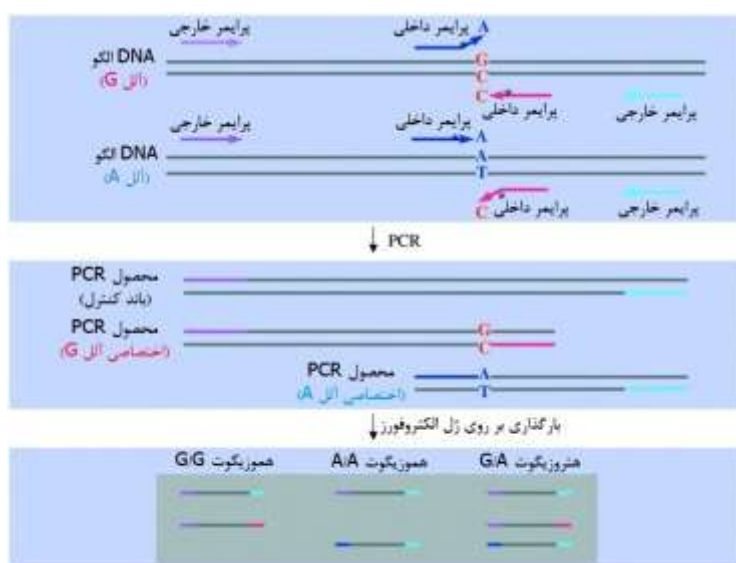 پرایمر خارجی
پرایمر داخلی
A
DNA الگو
(آلل G)
G
C
C
پرایمر داخلی
پرایمر خارجی
پرایمر خارجی
پرایمر داخلی
A
DNA الگو
(آلل A)
A
T
C
پرایمر داخلی
پرایمر خارجی
PCR
محصول PCR
(باند کنترل)
محصول PCR
(اختصاصی آلل G)
G
C
محصول PCR
(اختصاصی آلل A)
A
T
بارگذاری بر روی ژل الکتروفورز
هموزیگوت G/G
هموزیگوت A/A
هتروزیگوت G/A